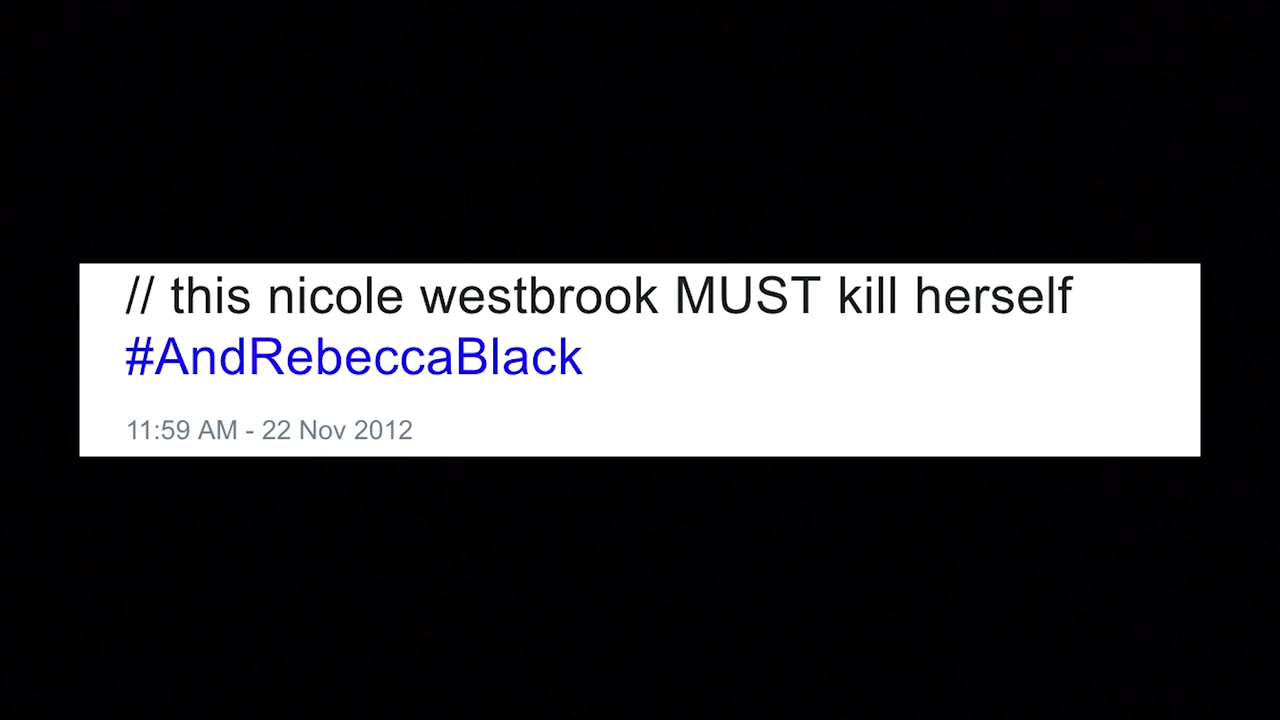 // this nicole westbrook MUST kill herself
#AndRebeccaBlack
11:59 AM - 22 Nov 2012